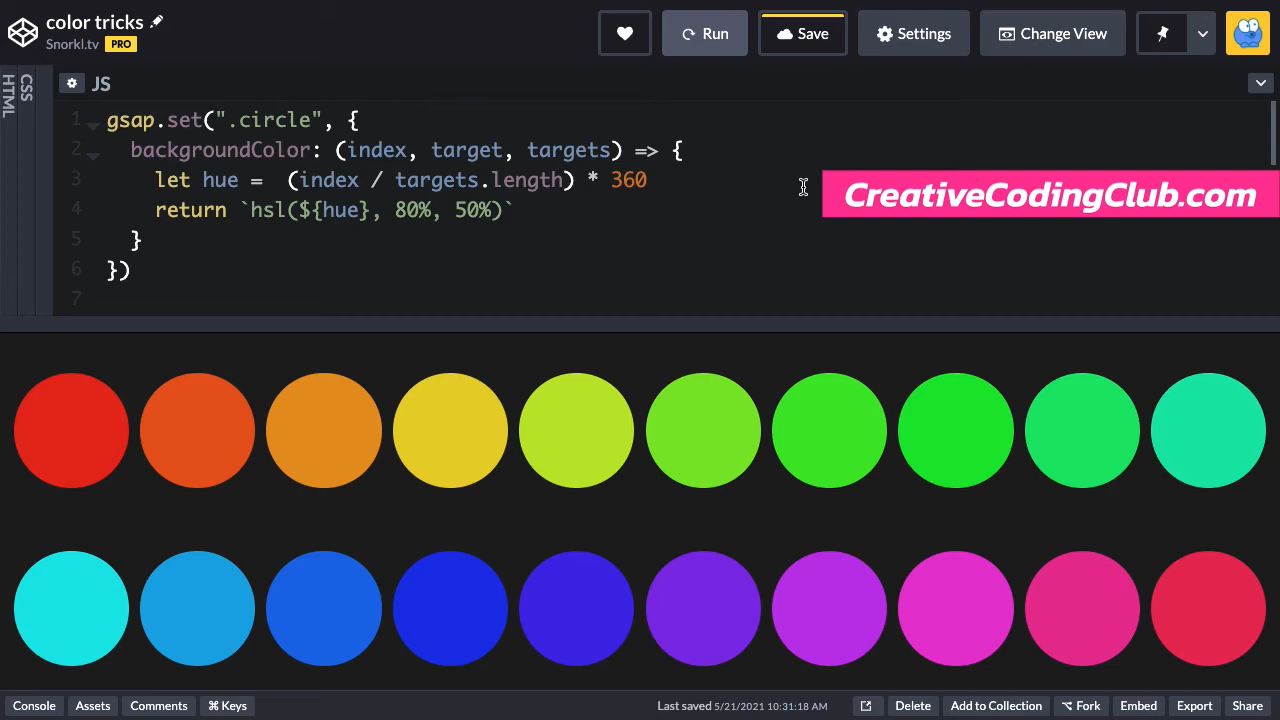 color tricks
Snorkl.tv PRO
Run
Save
Settings
Change View
HTML
CSS
JS
1 gsap.set(".circle", {
2 backgroundColor: (index, target, targets) => {
3 let hue =  (index / targets.length) * 360
4 return `hsl(${hue}, 80%, 50%)`
5 }
6 })
7
CreativeCodingClub.com
Console
Assets
Comments
⌘ Keys
Last saved 5/21/2021 10:31:18 AM
Delete
Add to Collection
⌥ Fork
Embed
Export
Share